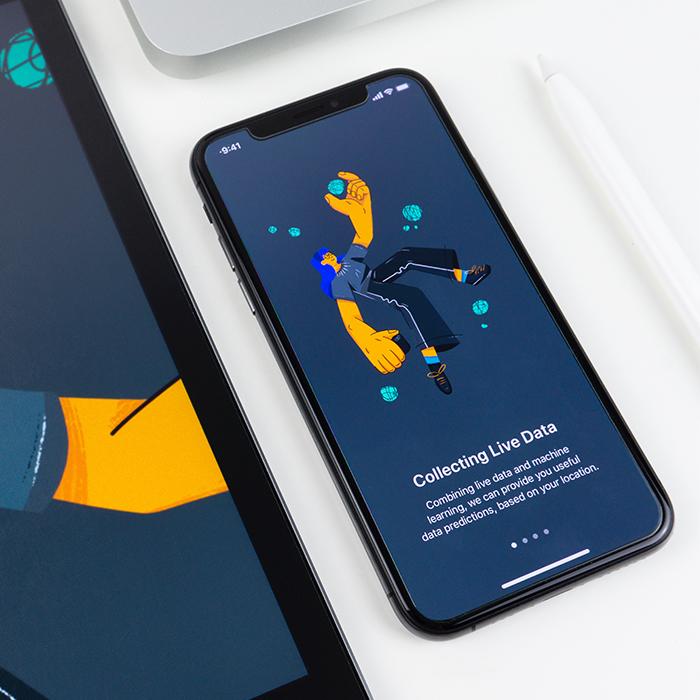 9:41
Collecting Live Data
Combining live data and machine
learning, we can provide you useful
data predictions, based on your location.